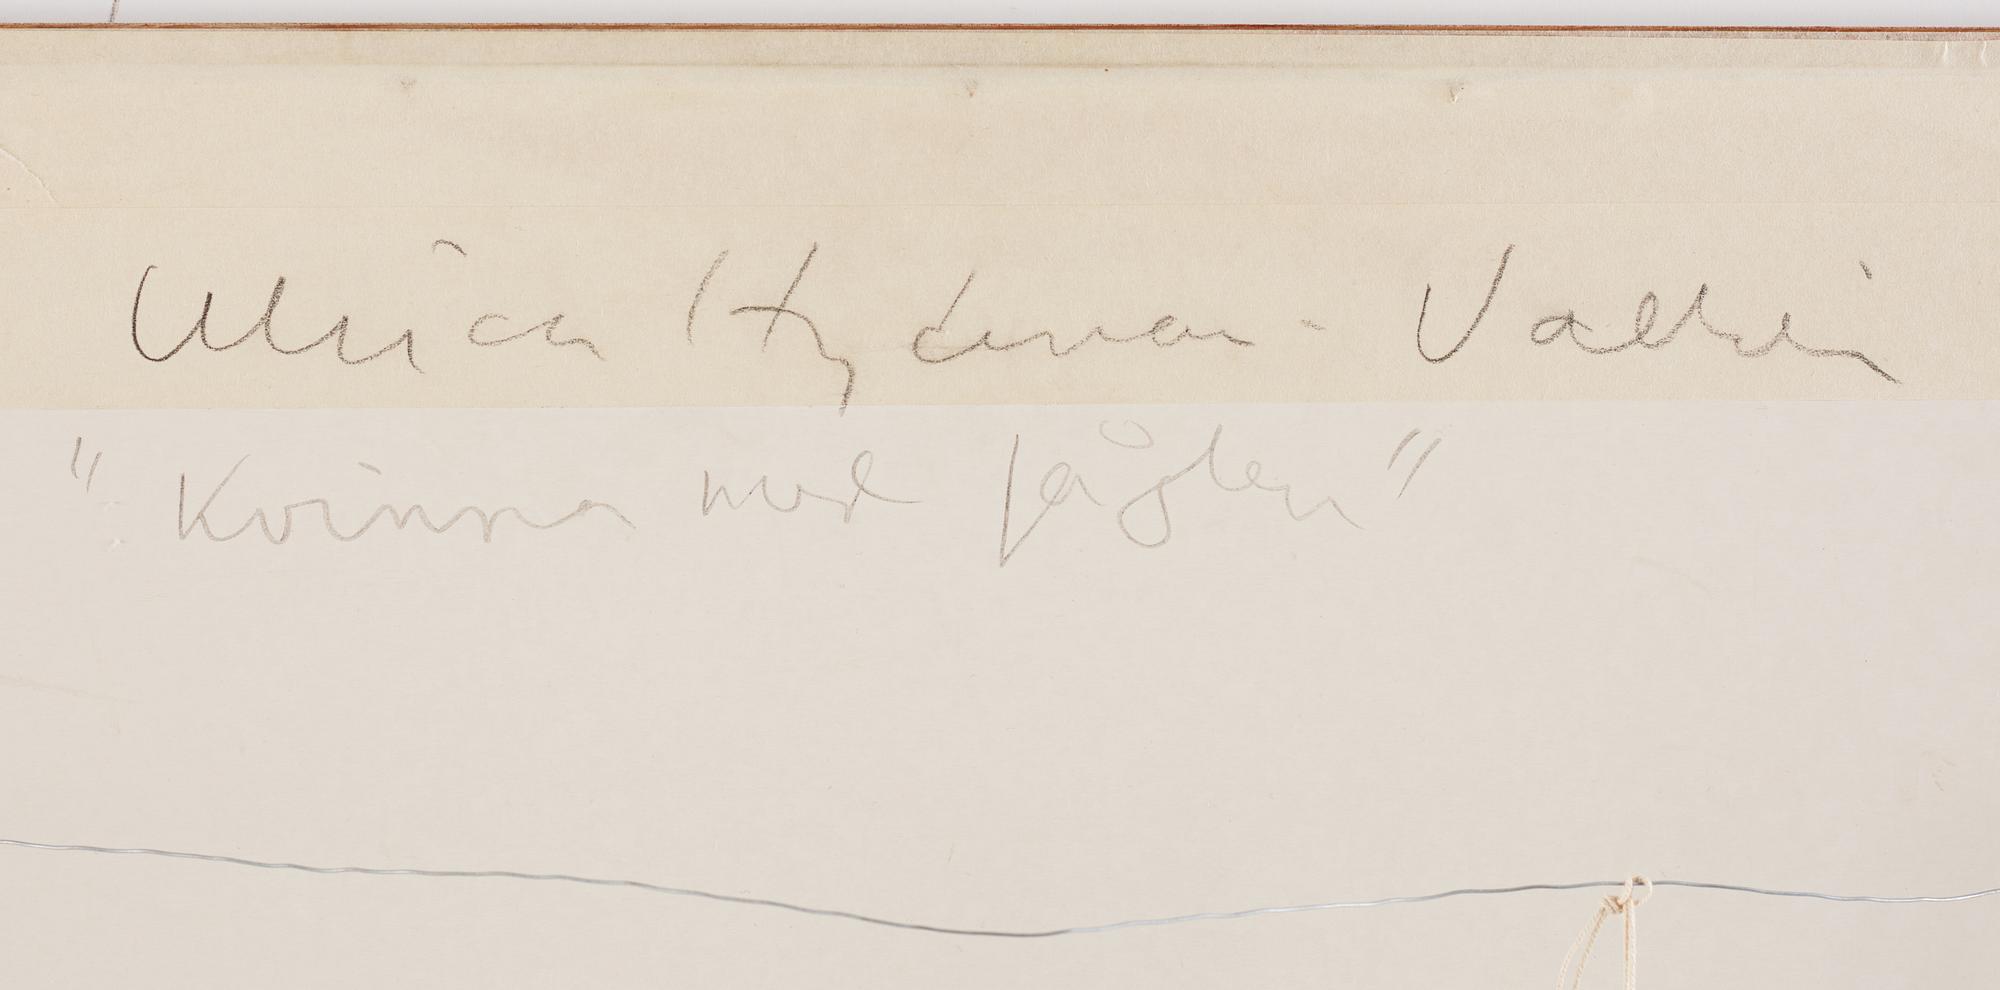 Ulrica Hydman-Vallien
"Kvinna med fåglar"